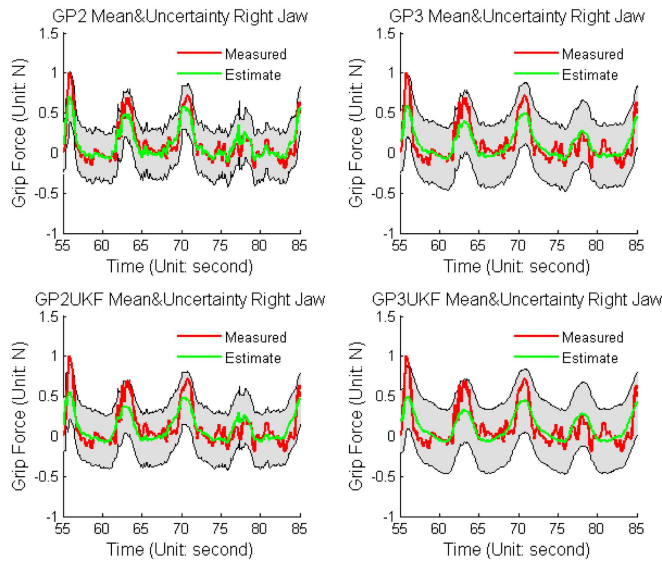 GP2 Mean&Uncertainty Right Jaw
1.5
1
0.5
0
-0.5
-1
Grip Force (Unit: N)
Measured
Estimate
55 60 65 70 75 80 85
Time (Unit: second)
GP3 Mean&Uncertainty Right Jaw
1.5
1
0.5
0
-0.5
-1
Grip Force (Unit: N)
Measured
Estimate
55 60 65 70 75 80 85
Time (Unit: second)
GP2UKF Mean&Uncertainty Right Jaw
1.5
1
0.5
0
-0.5
-1
Grip Force (Unit: N)
Measured
Estimate
55 60 65 70 75 80 85
Time (Unit: second)
GP3UKF Mean&Uncertainty Right Jaw
1.5
1
0.5
0
-0.5
-1
Grip Force (Unit: N)
Measured
Estimate
55 60 65 70 75 80 85
Time (Unit: second)